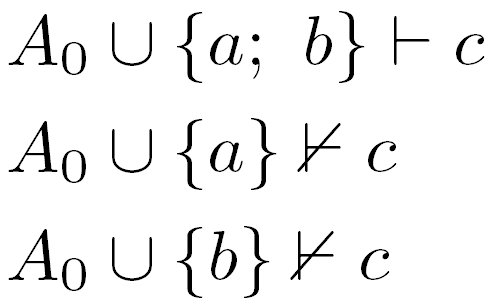 A₀ ∪ {a; b} ⊢ c
A₀ ∪ {a} ⊬ c
A₀ ∪ {b} ⊬ c